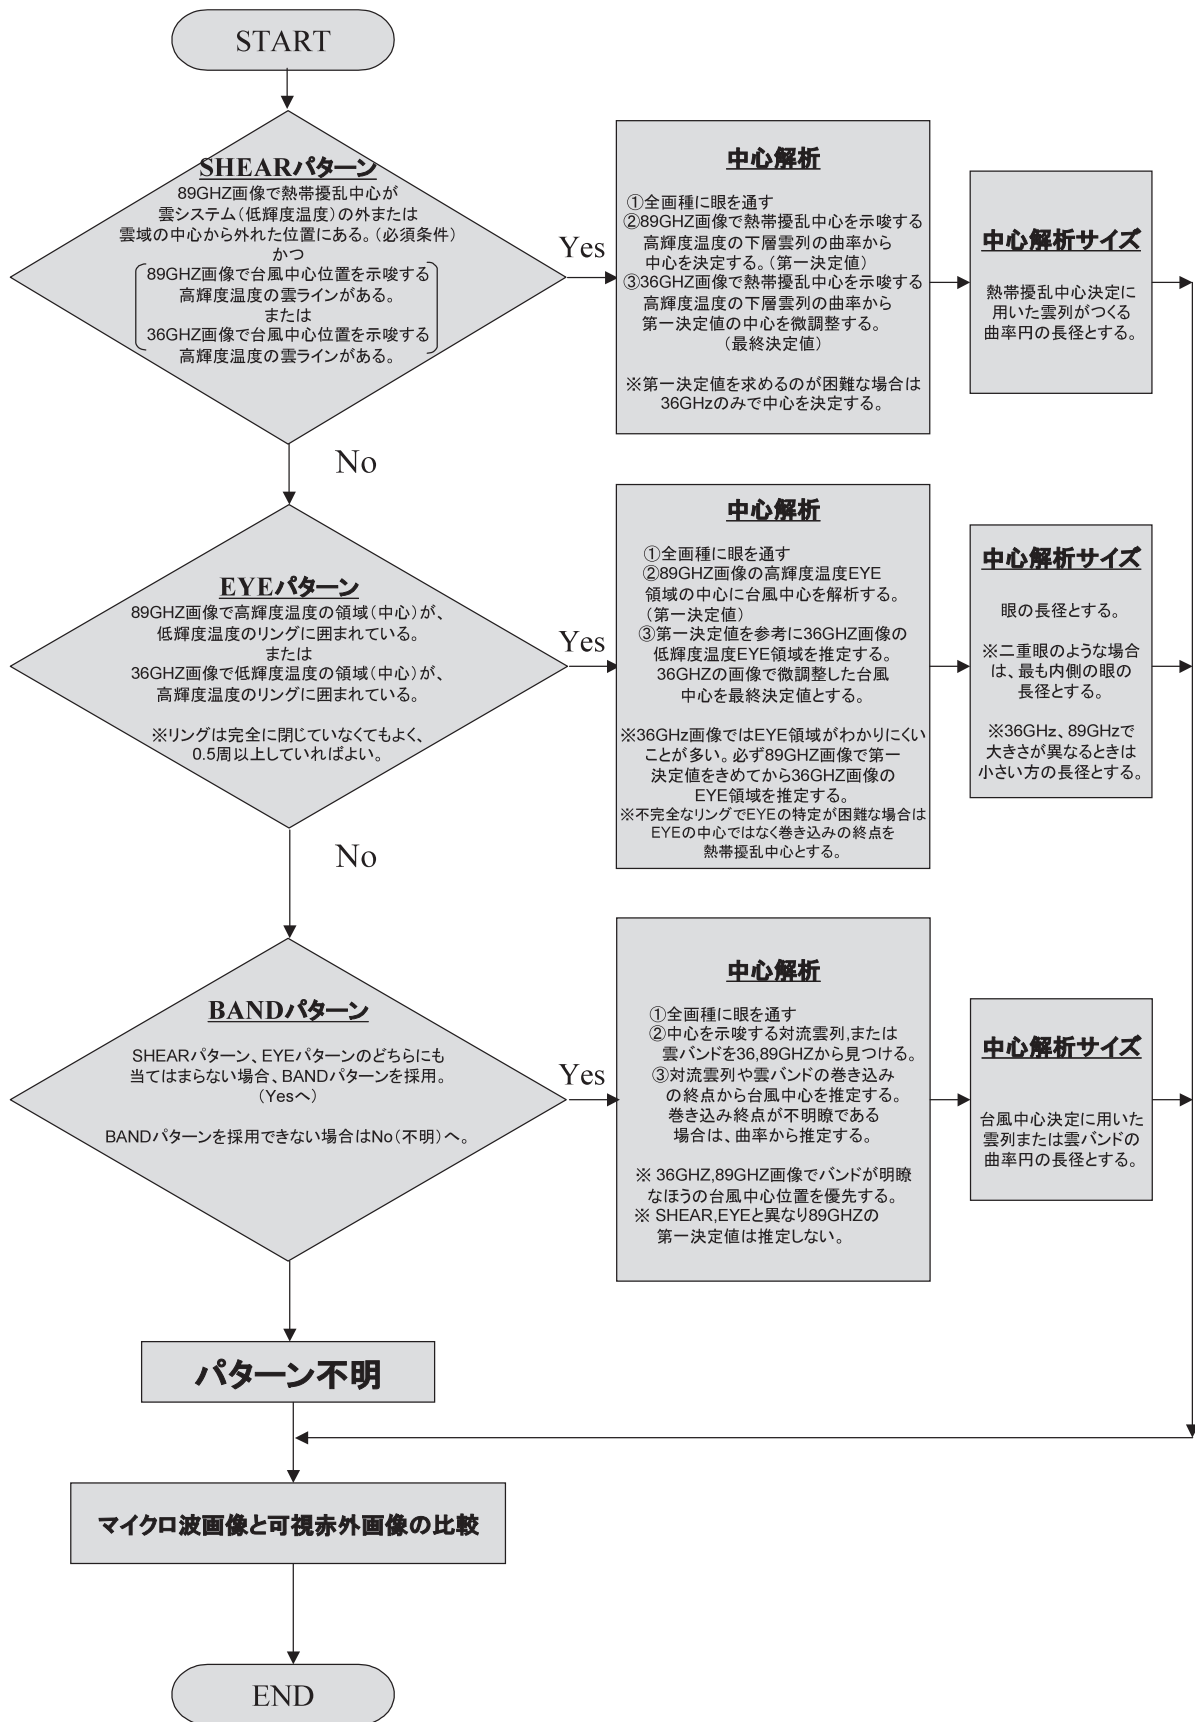 START
SHEARパターン
89GHZ画像で熱帯擾乱中心が
雲システム（低輝度温度）の外または
雲域の中心から外れた位置にある。（必須条件）
かつ
89GHZ画像で台風中心位置を示唆する
高輝度温度の雲ラインがある。
または
36GHZ画像で台風中心位置を示唆する
高輝度温度の雲ラインがある。
Yes
中心解析
①全画種に眼を通す
②89GHZ画像で熱帯擾乱中心を示唆する
高輝度温度の下層雲列の曲率から
中心を決定する。（第一決定値）
③36GHZ画像で熱帯擾乱中心を示唆する
高輝度温度の下層雲列の曲率から
第一決定値の中心を微調整する。
（最終決定値）
※第一決定値を求めるのが困難な場合は
36GHzのみで中心を決定する。
中心解析サイズ
熱帯擾乱中心決定に
用いた雲列がつくる
曲率円の長径とする。
No
EYEパターン
89GHZ画像で高輝度温度の領域（中心）が、
低輝度温度のリングに囲まれている。
または
36GHZ画像で低輝度温度の領域（中心）が、
高輝度温度のリングに囲まれている。
※リングは完全に閉じていなくてもよく、
0.5周以上していればよい。
Yes
中心解析
①全画種に眼を通す
②89GHZ画像の高輝度温度EYE
領域の中心に台風中心を解析する。
（第一決定値）
③第一決定値を参考に36GHZ画像の
低輝度温度EYE領域を推定する。
36GHZの画像で微調整した台風
中心を最終決定値とする。
※36GHz画像ではEYE領域がわかりにくい
ことが多い。必ず89GHZ画像で第一
決定値をきめてから36GHZ画像の
EYE領域を推定する。
※不完全なリングでEYEの特定が困難な場合は
EYEの中心ではなく巻き込みの終点を
熱帯擾乱中心とする。
中心解析サイズ
眼の長径とする。
※二重眼のような場合
は、最も内側の眼の
長径とする。
※36GHz、89GHzで
大きさが異なるときは
小さい方の長径とする。
No
BANDパターン
SHEARパターン、EYEパターンのどちらにも
当てはまらない場合、BANDパターンを採用。
（Yesへ）
BANDパターンを採用できない場合はNo（不明）へ。
Yes
中心解析
①全画種に眼を通す
②中心を示唆する対流雲列,または
雲バンドを36,89GHZから見つける。
③対流雲列や雲バンドの巻き込み
の終点から台風中心を推定する。
巻き込み終点が不明瞭である
場合は、曲率から推定する。
※ 36GHZ,89GHZ画像でバンドが明瞭
なほうの台風中心位置を優先する。
※ SHEAR,EYEと異なり89GHZの
第一決定値は推定しない。
中心解析サイズ
台風中心決定に用いた
雲列または雲バンドの
曲率円の長径とする。
パターン不明
マイクロ波画像と可視赤外画像の比較
END